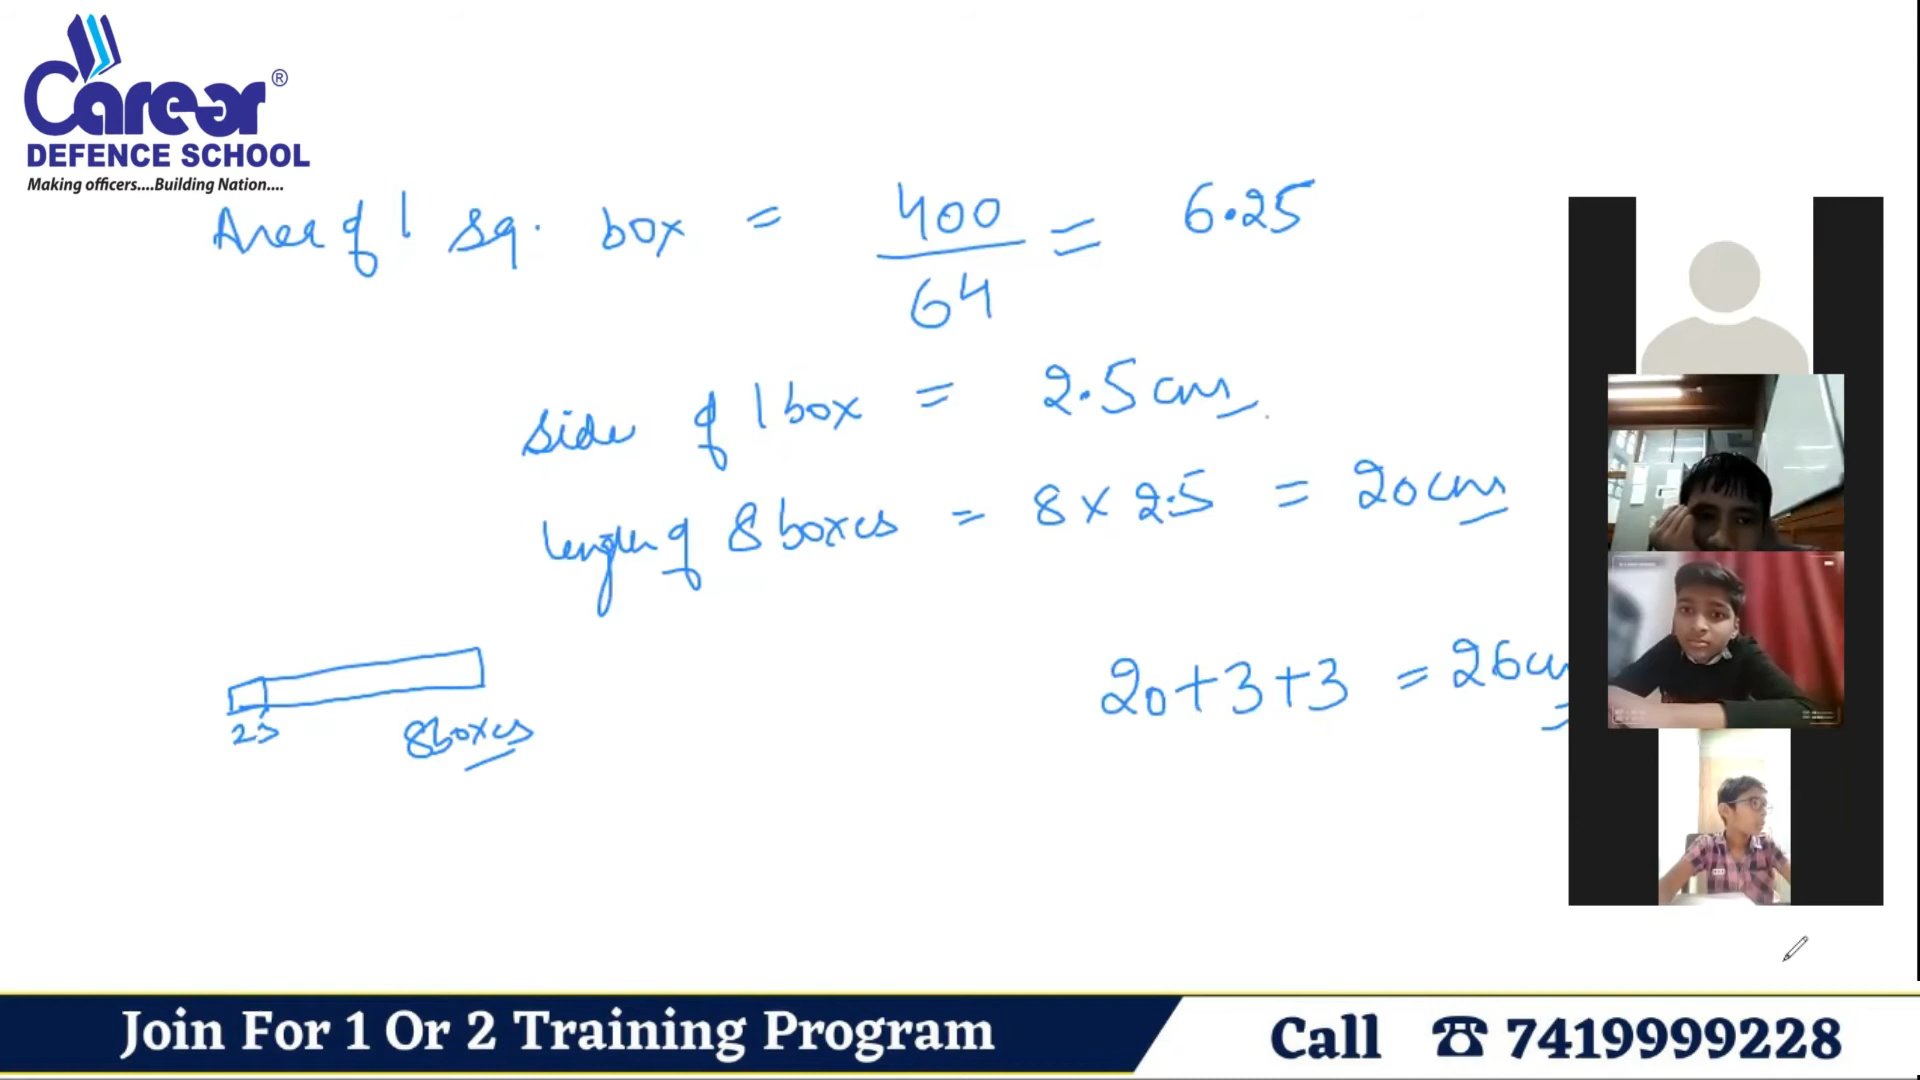 Carear®
DEFENCE SCHOOL
Making officers....Building Nation....
Area of 1 sq. box = 400/64 = 6.25
side of 1 box = 2.5 cm
length of 8 boxes = 8 × 2.5 = 20 cm
20+3+3 = 26 cm
2.5
8 boxes
Join For 1 Or 2 Training Program
Call ☎ 7419999228